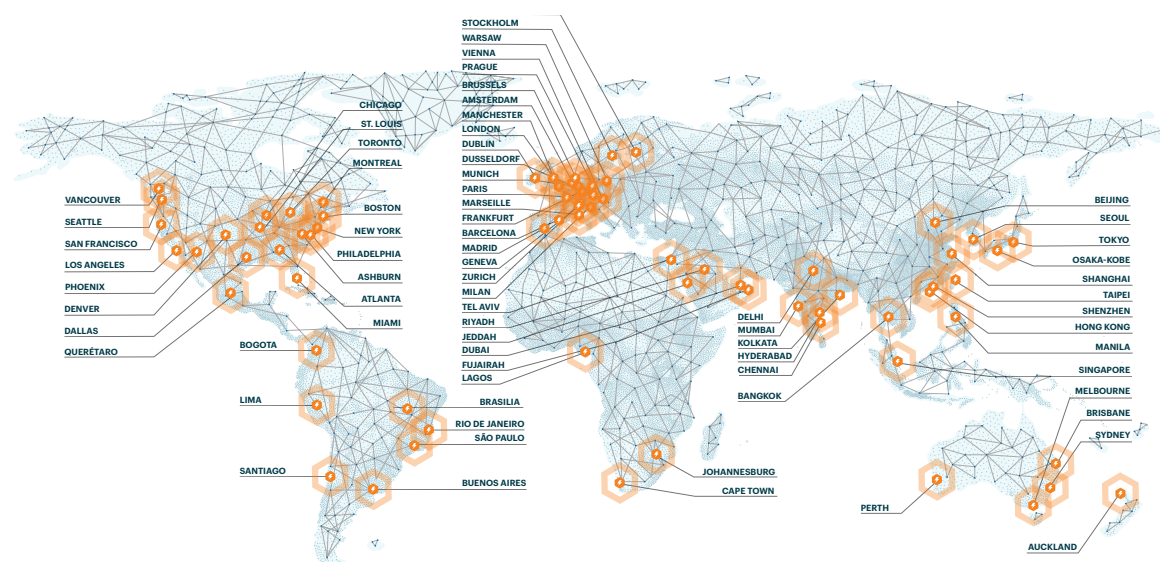 VANCOUVER
SEATTLE
SAN FRANCISCO
LOS ANGELES
PHOENIX
DENVER
DALLAS
QUERÉTARO
CHICAGO
ST. LOUIS
TORONTO
MONTREAL
BOSTON
NEW YORK
PHILADELPHIA
ASHBURN
ATLANTA
MIAMI
BOGOTA
LIMA
SANTIAGO
BRASILIA
RIO DE JANEIRO
SÃO PAULO
BUENOS AIRES
STOCKHOLM
WARSAW
VIENNA
PRAGUE
BRUSSELS
AMSTERDAM
MANCHESTER
LONDON
DUBLIN
DUSSELDORF
MUNICH
PARIS
MARSEILLE
FRANKFURT
BARCELONA
MADRID
GENEVA
ZURICH
MILAN
TEL AVIV
RIYADH
JEDDAH
DUBAI
FUJAIRAH
LAGOS
JOHANNESBURG
CAPE TOWN
DELHI
MUMBAI
KOLKATA
HYDERABAD
CHENNAI
BANGKOK
BEIJING
SEOUL
TOKYO
OSAKA-KOBE
SHANGHAI
TAIPEI
SHENZHEN
HONG KONG
MANILA
SINGAPORE
MELBOURNE
BRISBANE
SYDNEY
PERTH
AUCKLAND